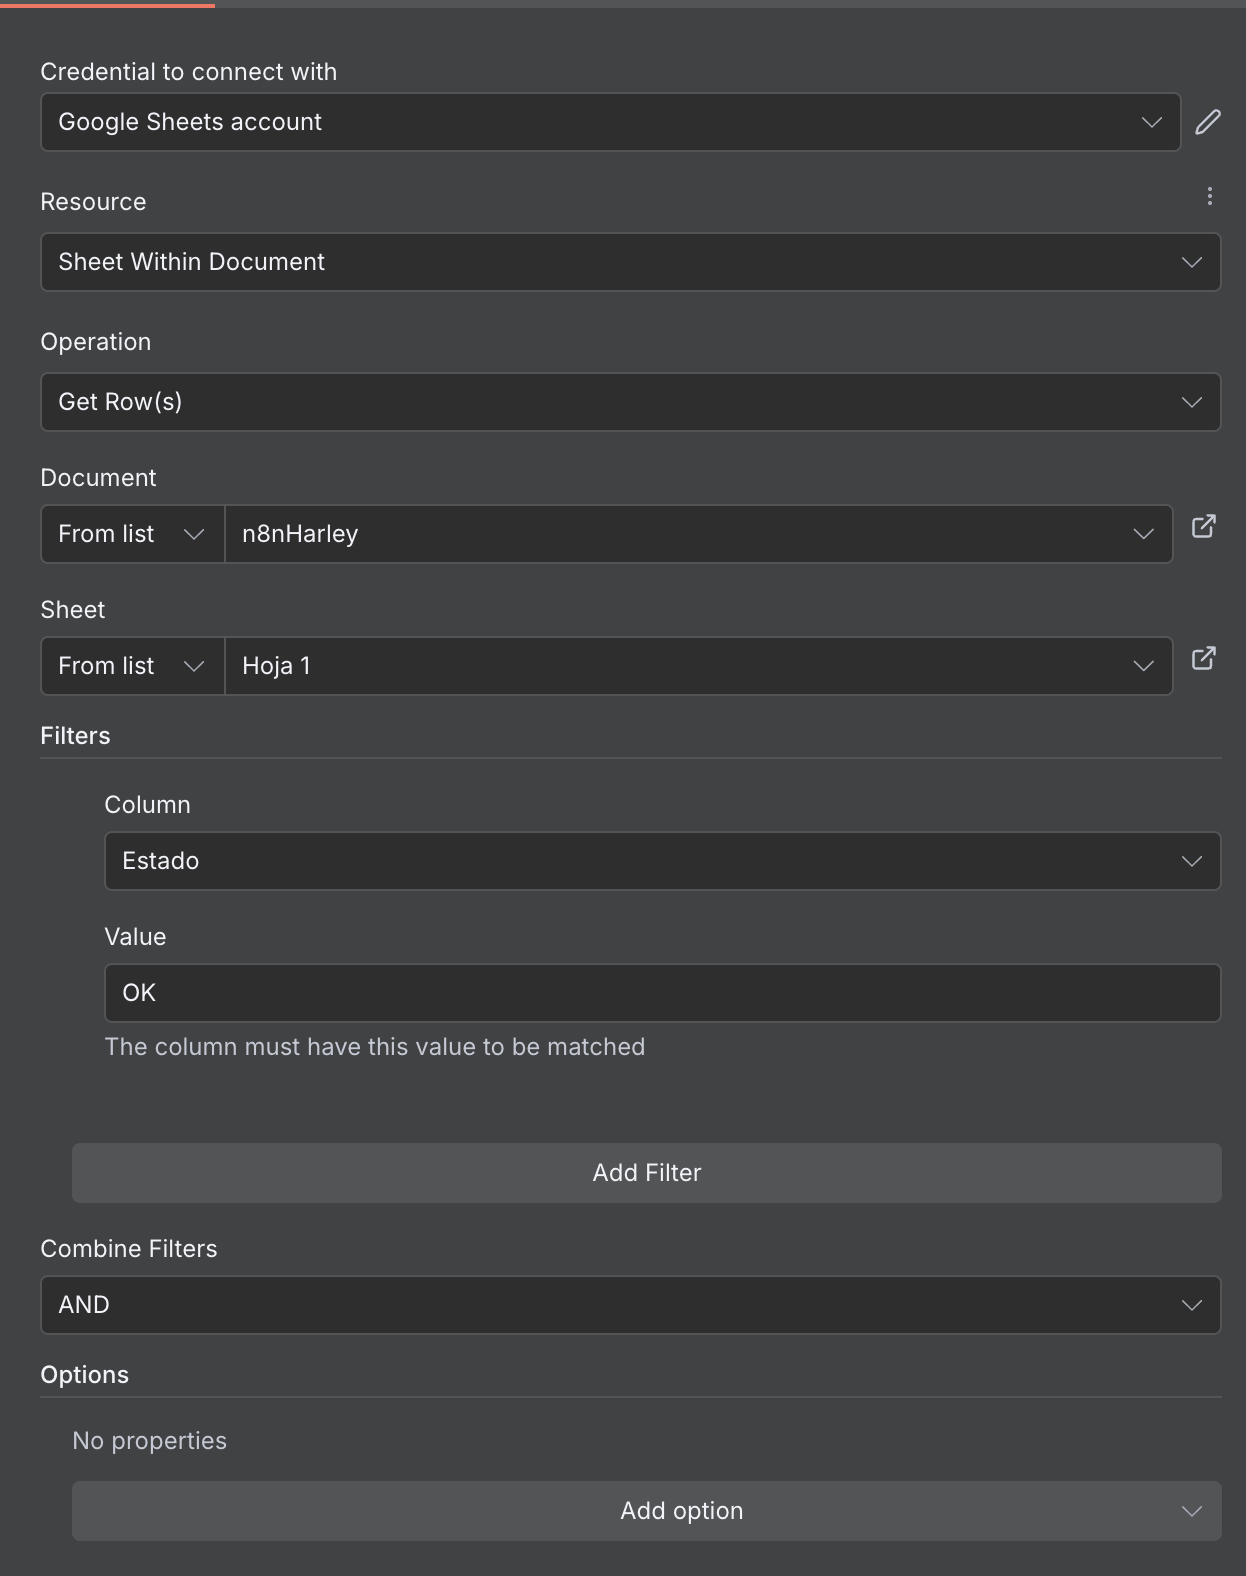 Credential to connect with
Google Sheets account
Resource
Sheet Within Document
Operation
Get Row(s)
Document
From list n8nHarley
Sheet
From list Hoja 1
Filters
Column
Estado
Value
OK
The column must have this value to be matched
Add Filter
Combine Filters
AND
Options
No properties
Add option